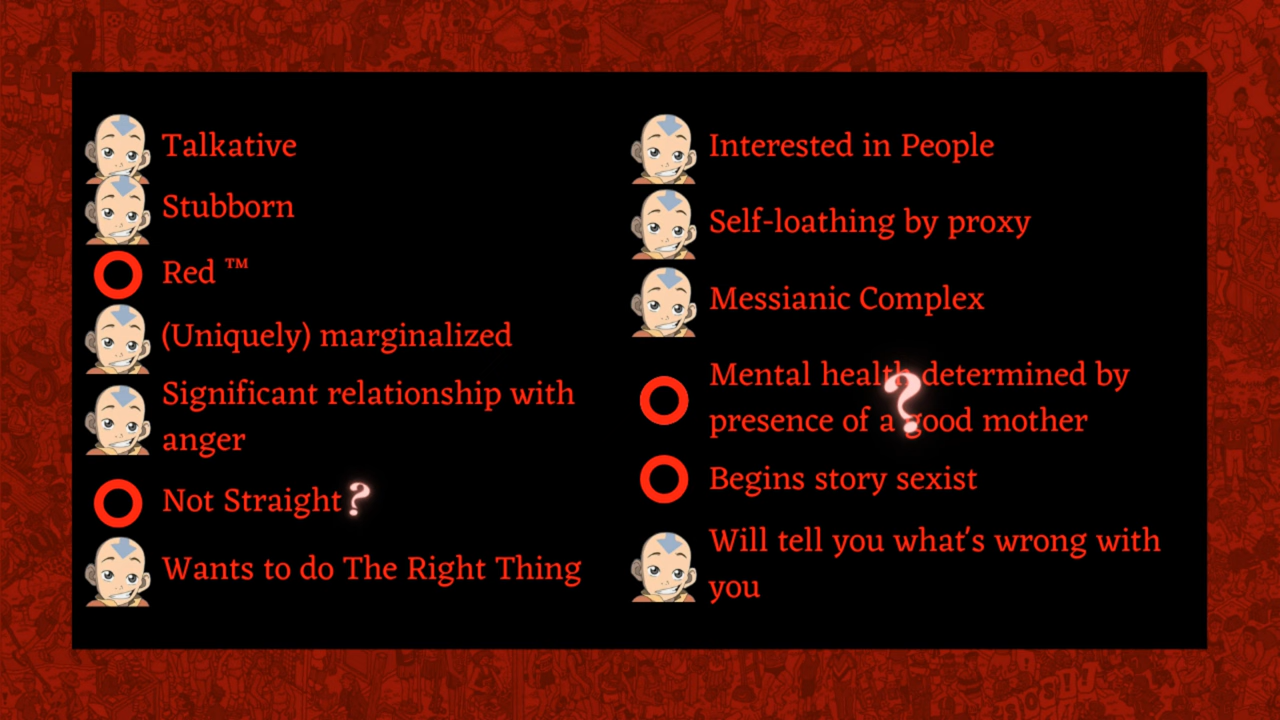 Talkative
Stubborn
Red ™
(Uniquely) marginalized
Significant relationship with
anger
Not Straight?
Wants to do The Right Thing
Interested in People
Self-loathing by proxy
Messianic Complex
Mental health determined by
?
presence of a good mother
Begins story sexist
Will tell you what's wrong with
you